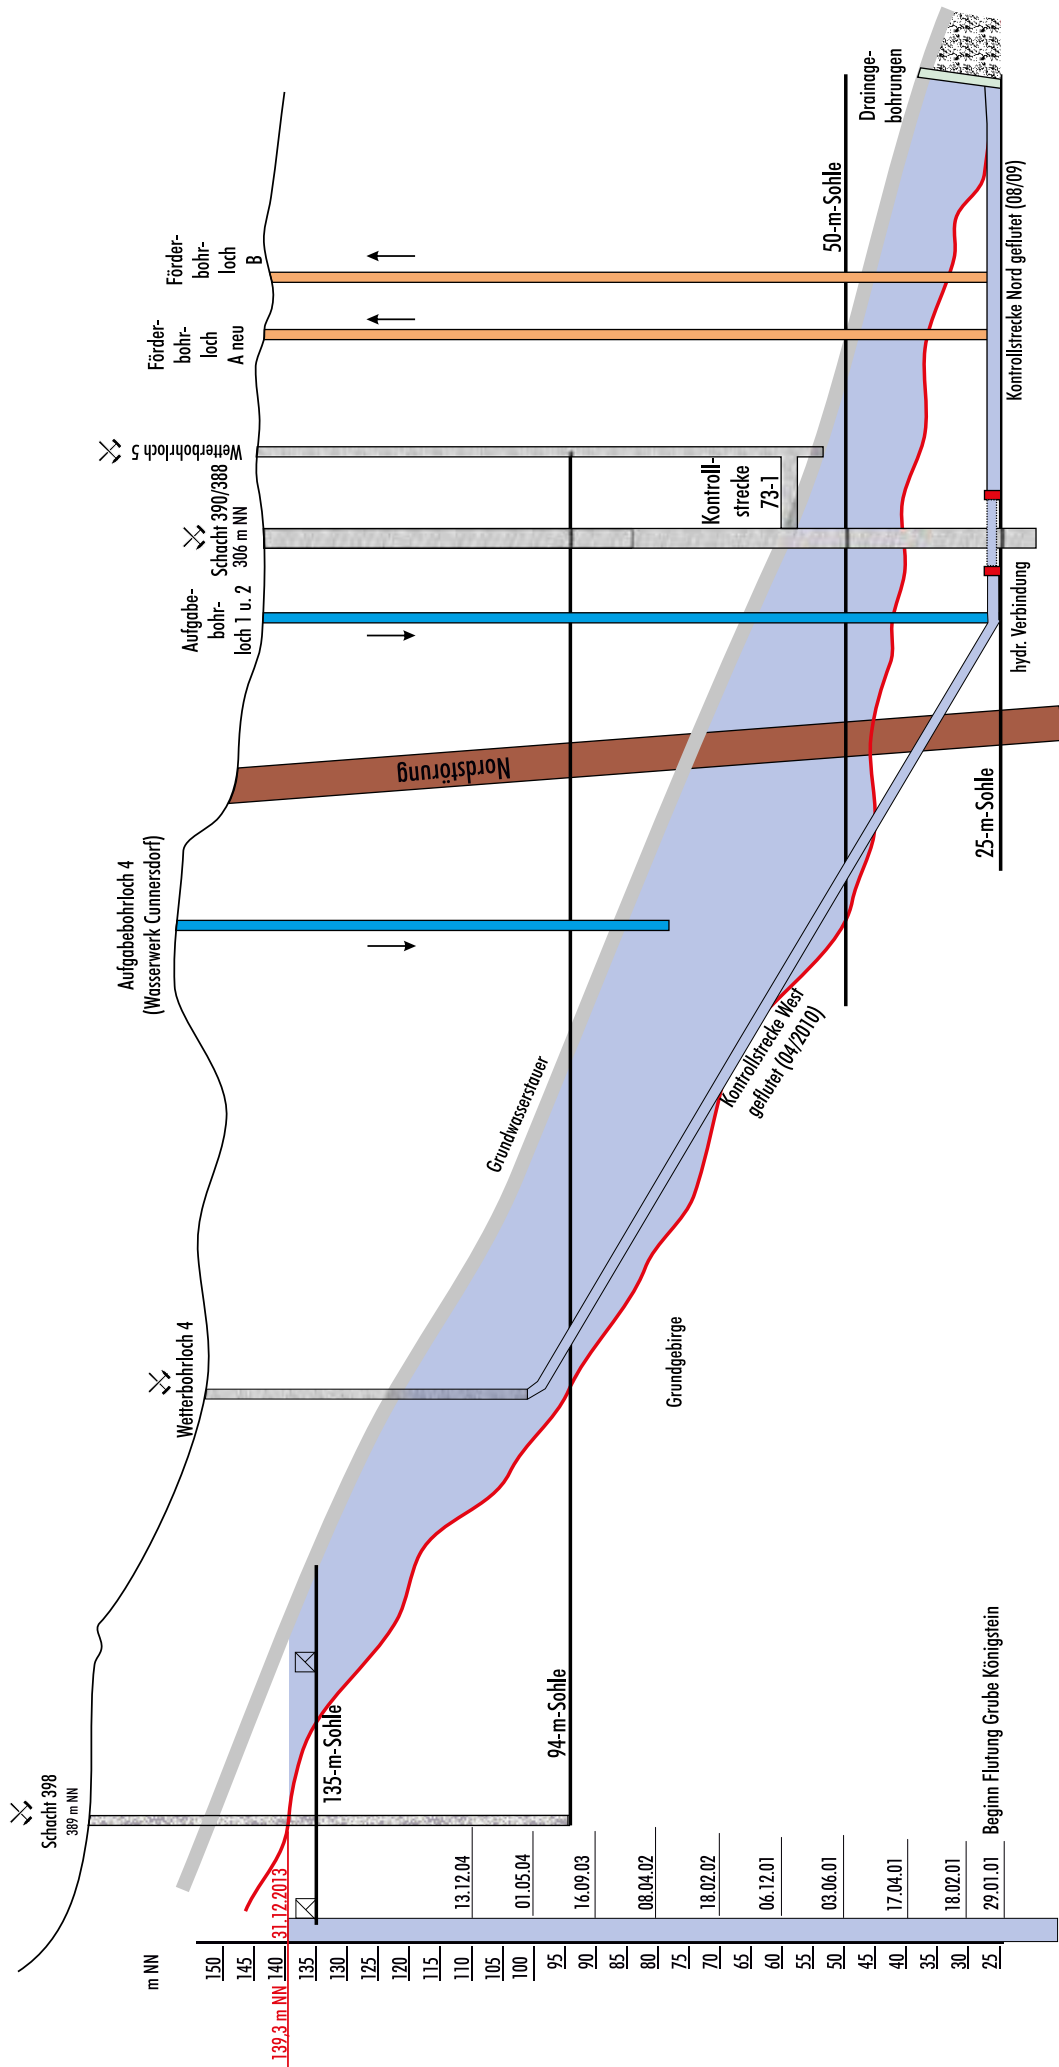 Schacht 398
389 m NN
Wetterbohrloch 4
Aufgabebohrloch 4
(Wasserwerk Cunnersdorf)
Nordstörung
Aufgabe-
bohr-
loch 1 u. 2
Schacht 390/388
306 m NN
Wetterbohrloch 5
Förder-
bohr-
loch
A neu
Förder-
bohr-
loch
B
Drainage-
bohrungen
Kontroll-
strecke
73-1
50-m-Sohle
Grundwasserstauer
Kontrollstrecke West
geflutet (04/2010)
Kontrollstrecke Nord geflutet (08/09)
hydr. Verbindung
25-m-Sohle
Grundgebirge
94-m-Sohle
135-m-Sohle
m NN
150
145
140
139,3 m NN
31.12.2013
135
130
125
120
115
110
13.12.04
105
100
01.05.04
95
90
16.09.03
85
80
08.04.02
75
70
18.02.02
65
60
06.12.01
55
50
03.06.01
45
40
17.04.01
35
30
18.02.01
25
29.01.01
Beginn Flutung Grube Königstein